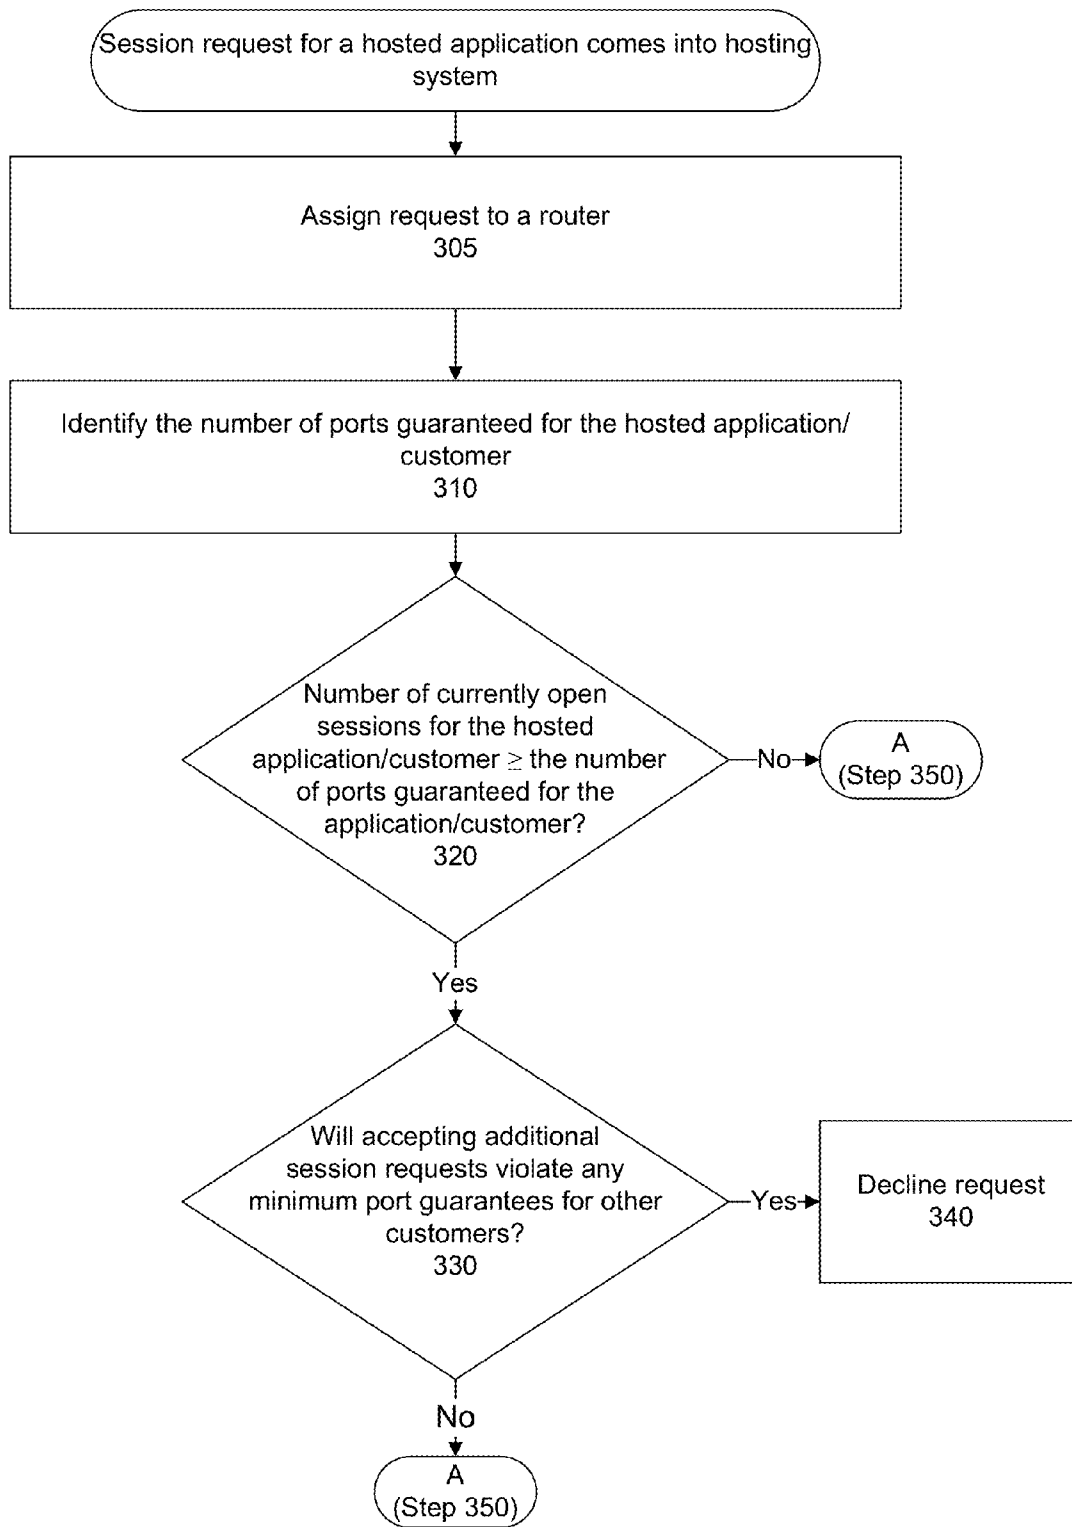 Session request for a hosted application comes into hosting
system
Assign request to a router
305
Identify the number of ports guaranteed for the hosted application/
customer
310
Number of currently open
sessions for the hosted
application/customer ≥ the number
of ports guaranteed for the
application/customer?
320
No
A
(Step 350)
Yes
Will accepting additional
session requests violate any
minimum port guarantees for other
customers?
330
Yes
Decline request
340
No
A
(Step 350)